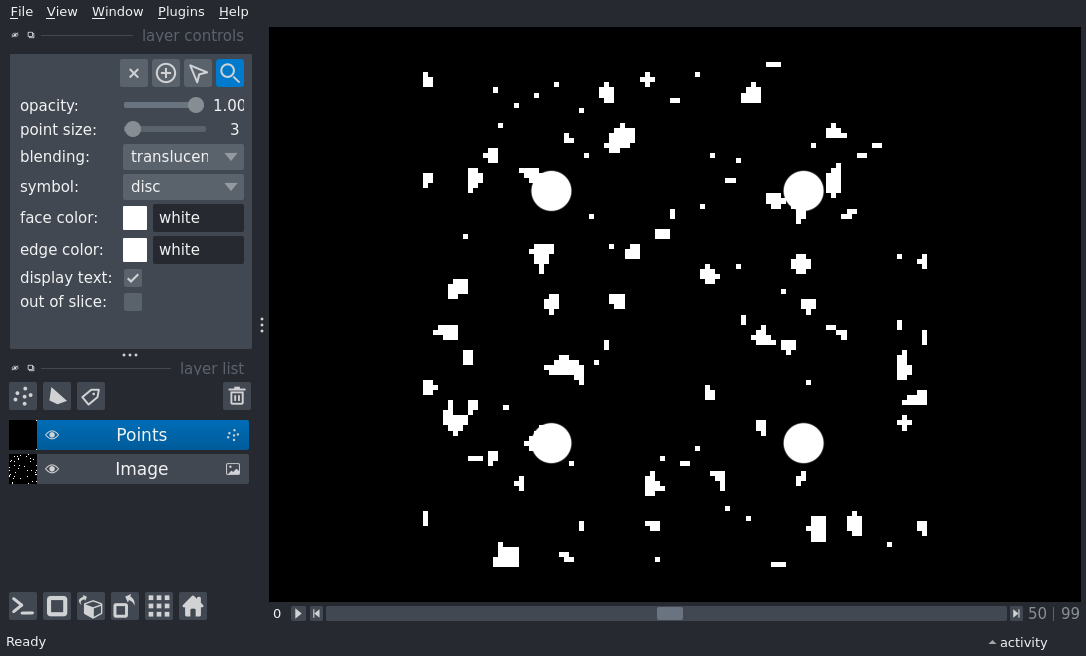 File View Window Plugins Help
layer controls
opacity: 1.00
point size: 3
blending: translucen
symbol: disc
face color: white
edge color: white
display text:
out of slice:
layer list
Points
Image
0 50 | 99
Ready activity